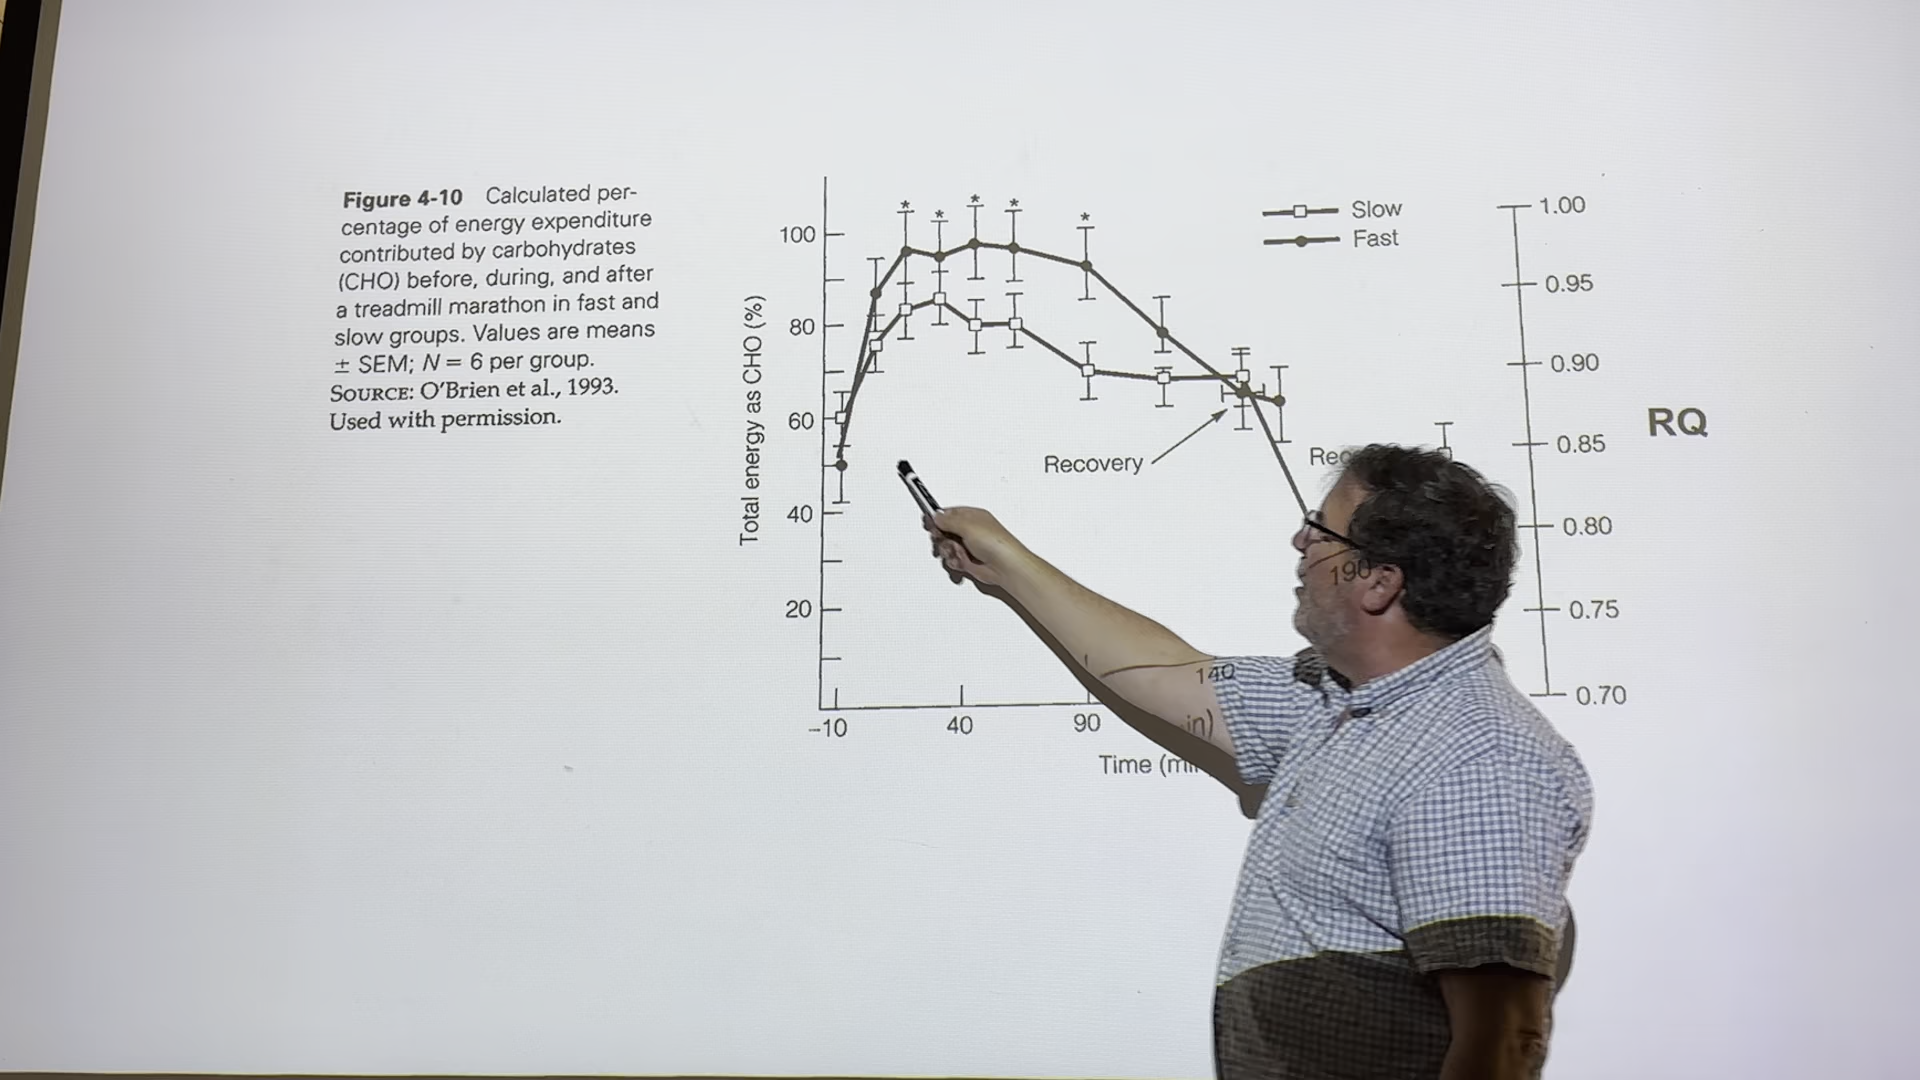 Figure 4-10 Calculated per-
centage of energy expenditure
contributed by carbohydrates
(CHO) before, during, and after
a treadmill marathon in fast and
slow groups. Values are means
± SEM; N = 6 per group.
SOURCE: O'Brien et al., 1993.
Used with permission.
Total energy as CHO (%)
100
80
60
40
20
-10
40
90
140
190
Time (min)
* * * * *
Slow
Fast
Recovery
1.00
0.95
0.90
0.85
0.80
0.75
0.70
RQ